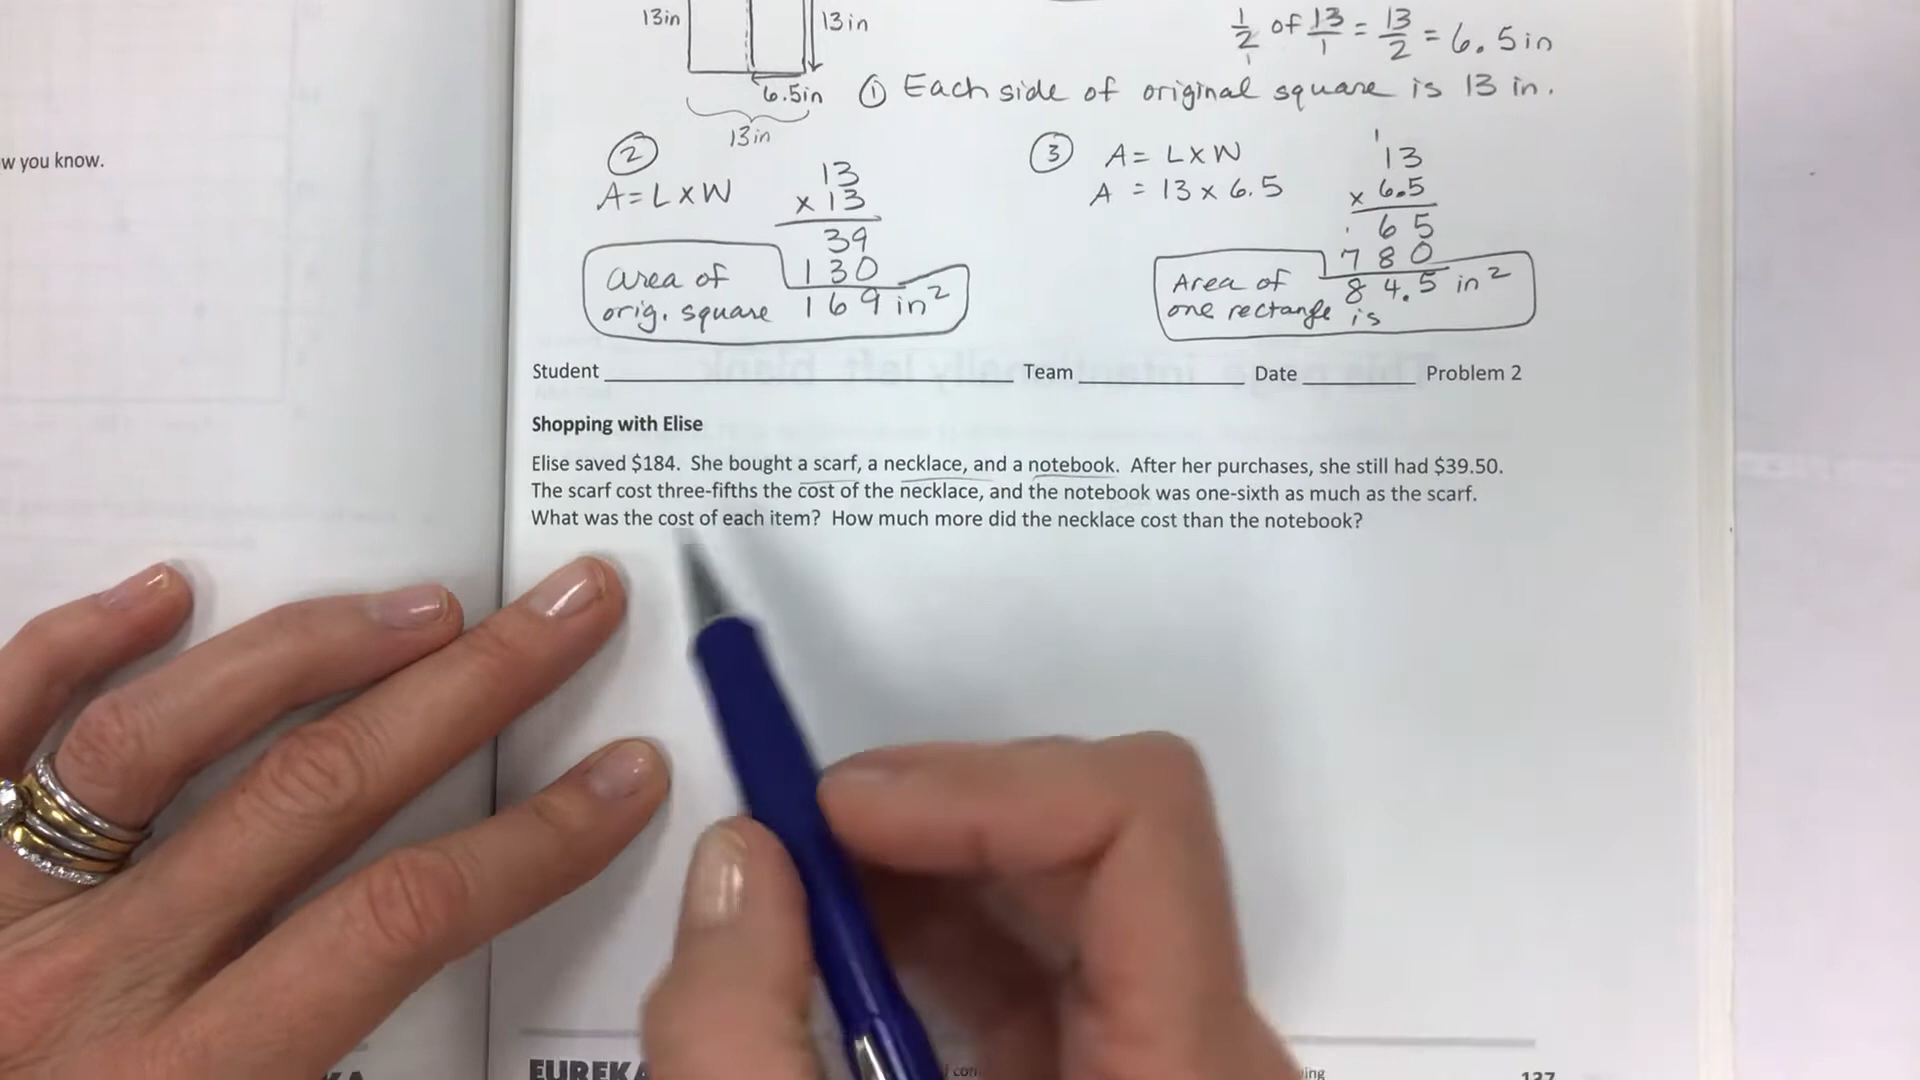 w you know.
13in
13in
6.5in
13in
1/2 of 13/1 = 13/2 = 6.5in
① Each side of original square is 13 in.
②
A = L x W
13
x 13
39
130
169 in²
area of
orig. square
③ A = L x W
A = 13 x 6.5
1
13
x 6.5
65
780
84.5 in²
Area of
one rectangle is
Student Team Date Problem 2
Shopping with Elise
Elise saved $184. She bought a scarf, a necklace, and a notebook. After her purchases, she still had $39.50.
The scarf cost three-fifths the cost of the necklace, and the notebook was one-sixth as much as the scarf.
What was the cost of each item? How much more did the necklace cost than the notebook?
EUREKA